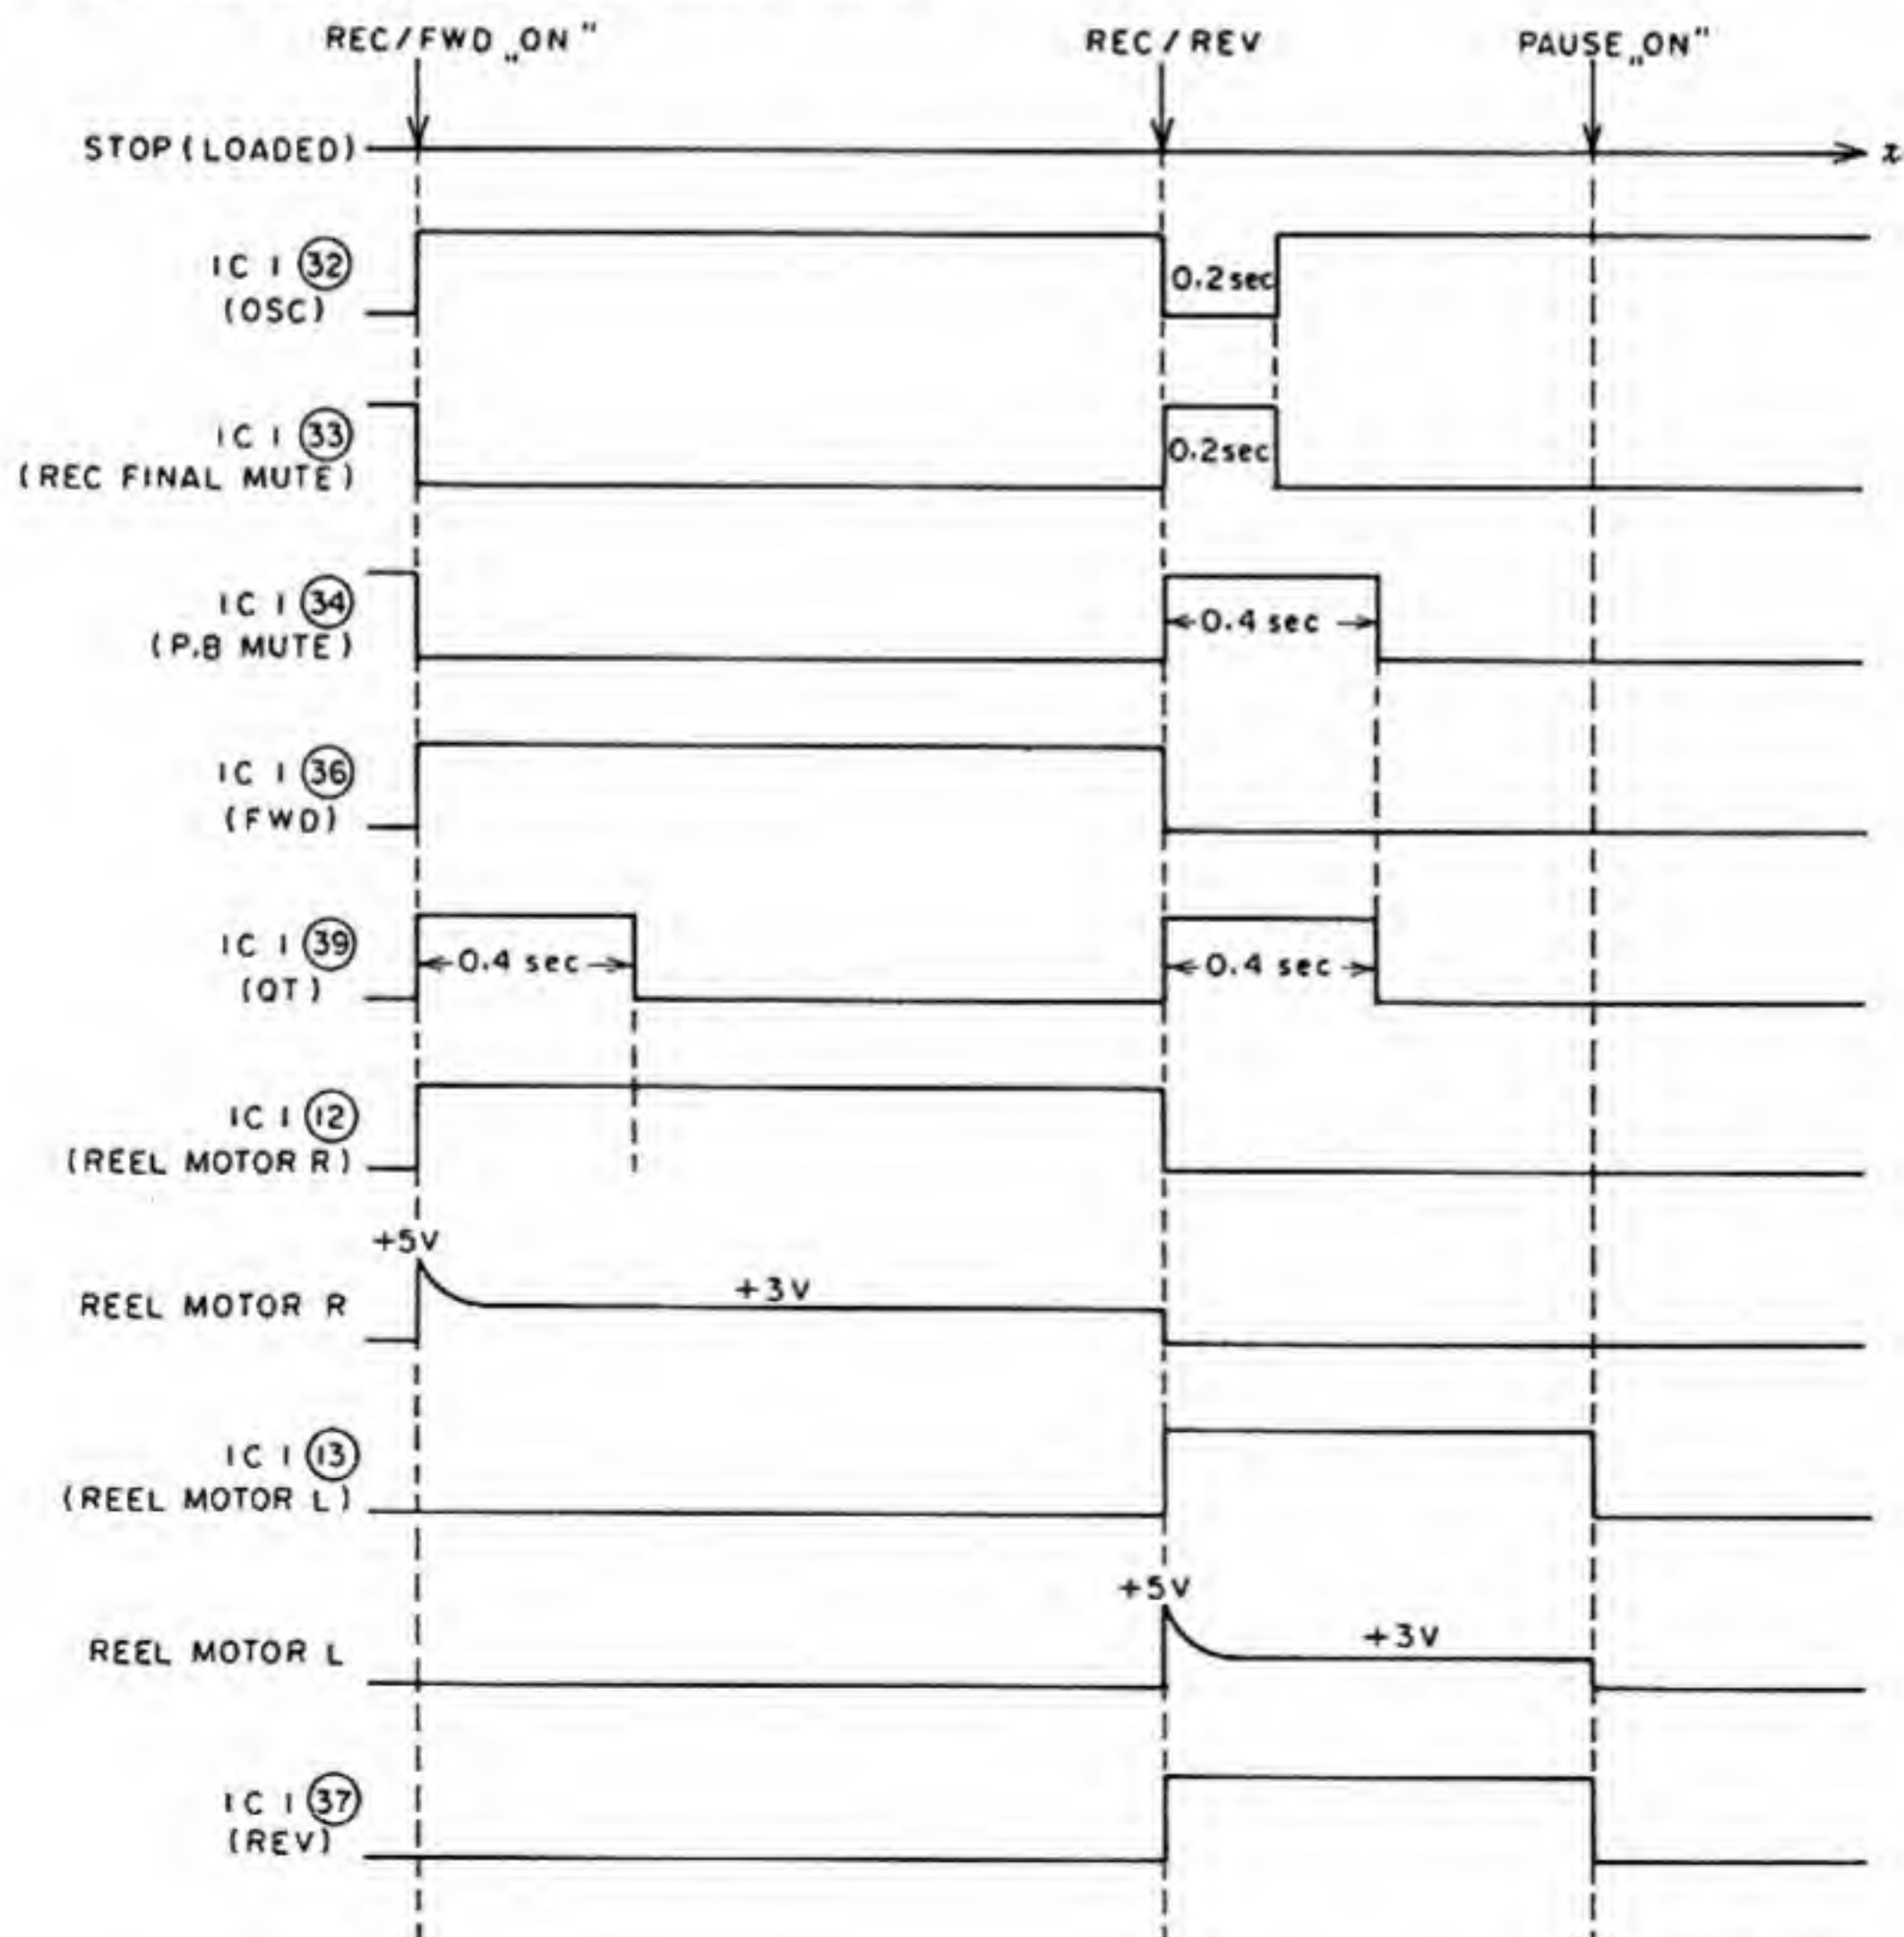 REC/FWD „ON"
REC/REV
PAUSE „ON"
STOP (LOADED)
t
IC 1 32
(OSC)
0.2sec
IC 1 33
(REC FINAL MUTE)
0.2sec
IC 1 34
(P.B MUTE)
0.4 sec
IC 1 36
(FWD)
IC 1 39
(QT)
0.4 sec
0.4 sec
IC 1 12
(REEL MOTOR R)
+5V
+3V
REEL MOTOR R
IC 1 13
(REEL MOTOR L)
+5V
+3V
REEL MOTOR L
IC 1 37
(REV)